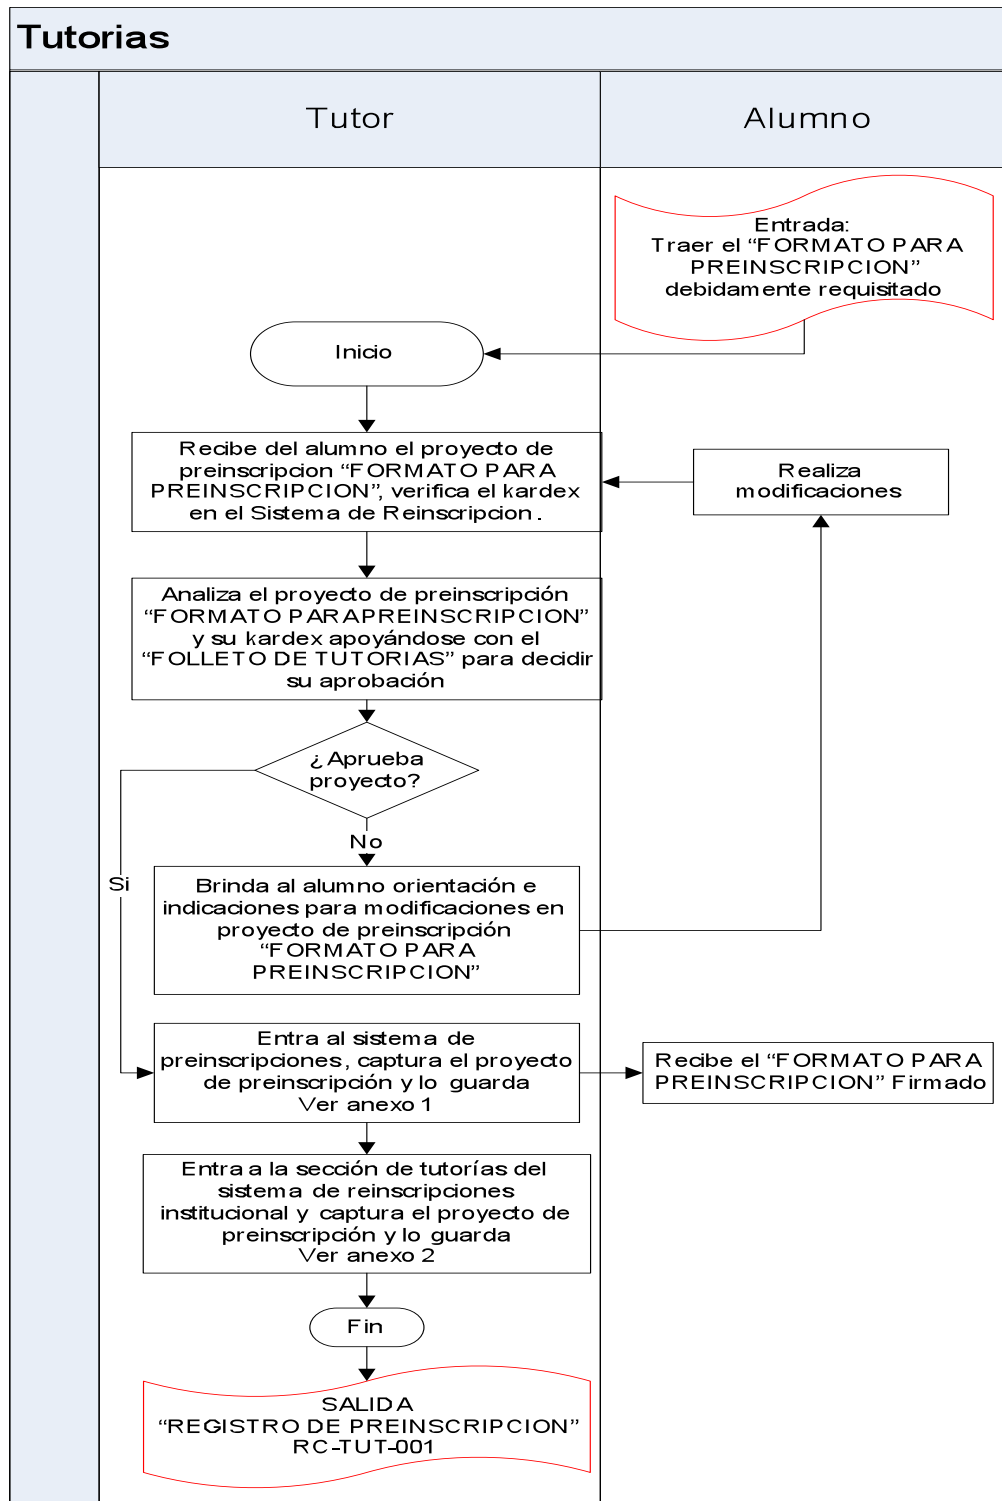 Tutorias
Tutor
Alumno
Entrada:
Traer el “FORMATO PARA
PREINSCRIPCION”
debidamente requisitado
Inicio
Recibe del alumno el proyecto de
preinscripcion “FORMATO PARA
PREINSCRIPCION”, verifica el kardex
en el Sistema de Reinscripcion.
Realiza
modificaciones
Analiza el proyecto de preinscripción
“FORMATO PARAPREINSCRIPCION”
y su kardex apoyándose con el
“FOLLETO DE TUTORIAS” para decidir
su aprobación
¿Aprueba
proyecto?
No
Si
Brinda al alumno orientación e
indicaciones para modificaciones en
proyecto de preinscripción
“FORMATO PARA
PREINSCRIPCION”
Entra al sistema de
preinscripciones, captura el proyecto
de preinscripción y lo guarda
Ver anexo 1
Recibe el “FORMATO PARA
PREINSCRIPCION” Firmado
Entra a la sección de tutorías del
sistema de reinscripciones
institucional y captura el proyecto de
preinscripción y lo guarda
Ver anexo 2
Fin
SALIDA
“REGISTRO DE PREINSCRIPCION”
RC-TUT-001